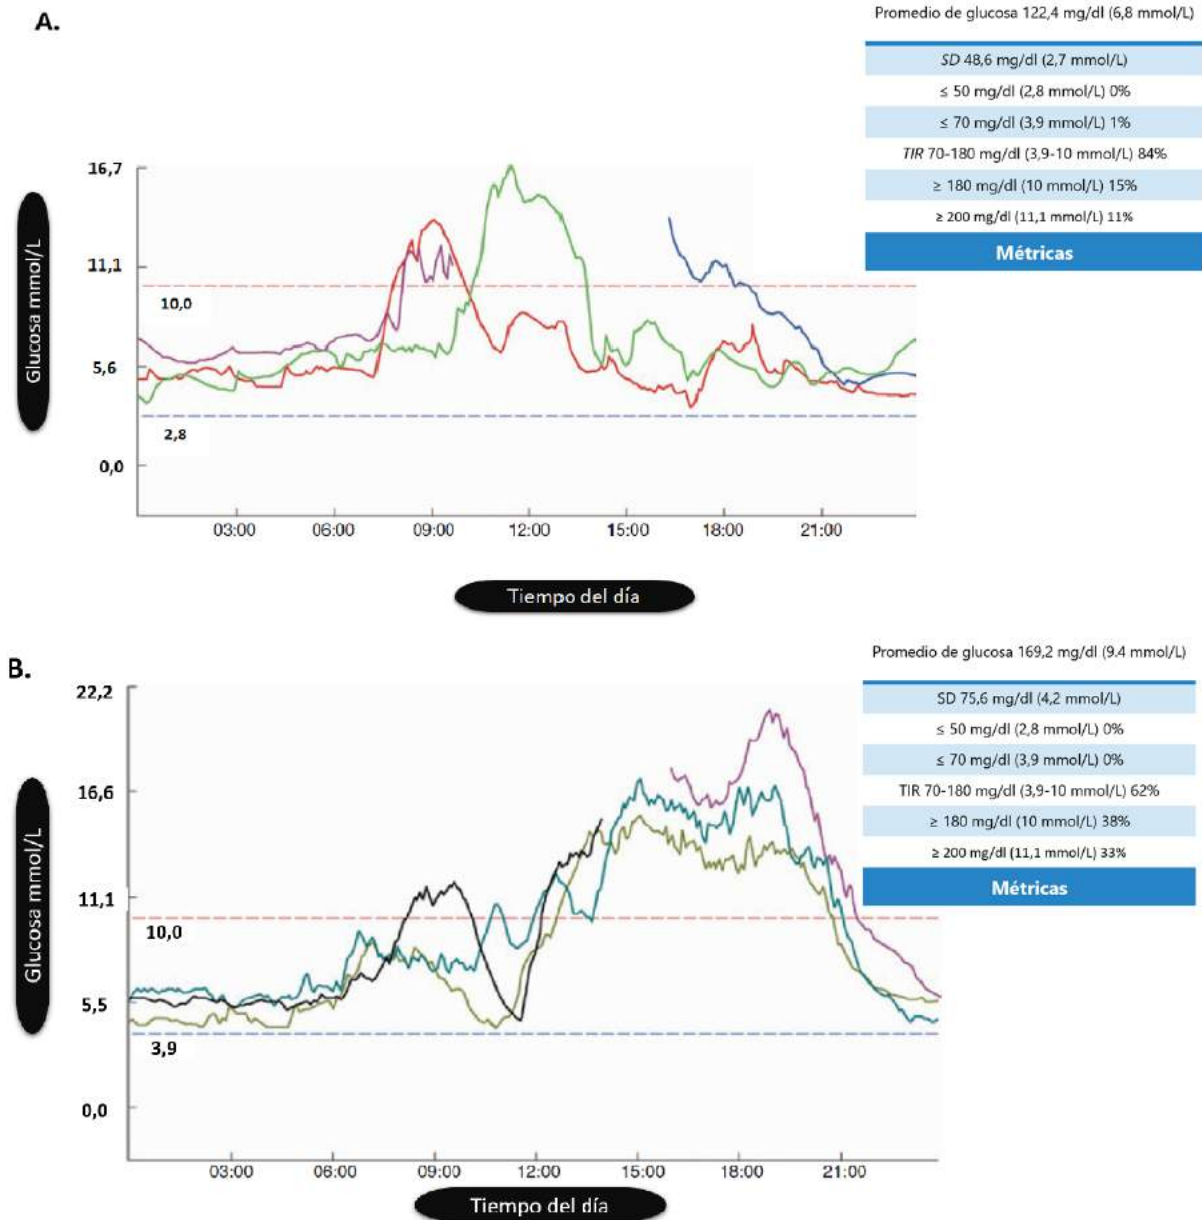 A.
Promedio de glucosa 122,4 mg/dl (6,8 mmol/L)
SD 48,6 mg/dl (2,7 mmol/L)
≤ 50 mg/dl (2,8 mmol/L) 0%
≤ 70 mg/dl (3,9 mmol/L) 1%
TIR 70-180 mg/dl (3,9-10 mmol/L) 84%
≥ 180 mg/dl (10 mmol/L) 15%
≥ 200 mg/dl (11,1 mmol/L) 11%
Métricas
Glucosa mmol/L
16,7
11,1
10,0
5,6
2,8
0,0
03:00 06:00 09:00 12:00 15:00 18:00 21:00
Tiempo del día
B.
Promedio de glucosa 169,2 mg/dl (9.4 mmol/L)
SD 75,6 mg/dl (4,2 mmol/L)
≤ 50 mg/dl (2,8 mmol/L) 0%
≤ 70 mg/dl (3,9 mmol/L) 0%
TIR 70-180 mg/dl (3,9-10 mmol/L) 62%
≥ 180 mg/dl (10 mmol/L) 38%
≥ 200 mg/dl (11,1 mmol/L) 33%
Métricas
Glucosa mmol/L
22,2
16,6
11,1
10,0
5,5
3,9
0,0
03:00 06:00 09:00 12:00 15:00 18:00 21:00
Tiempo del día